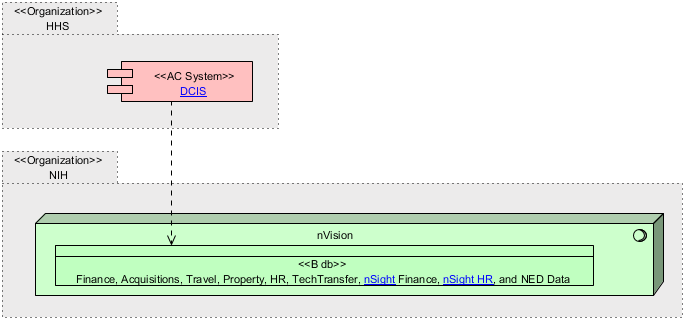 <<Organization>>
HHS
<<AC System>>
DCIS
<<Organization>>
NIH
nVision
<<B db>>
Finance, Acquisitions, Travel, Property, HR, TechTransfer, nSight Finance, nSight HR, and NED Data